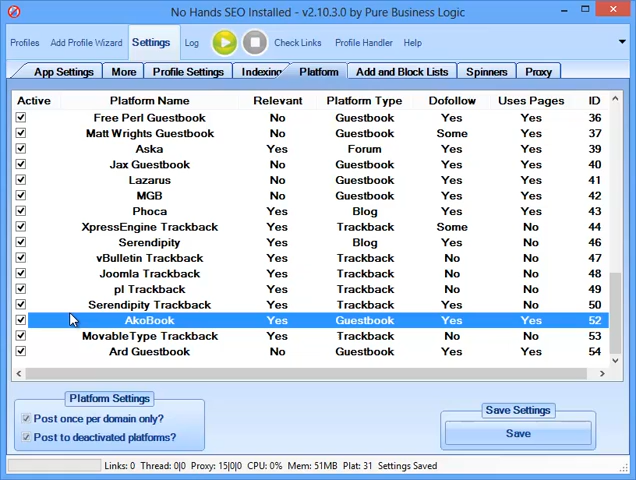 No Hands SEO Installed - v2.10.3.0 by Pure Business Logic
Profiles Add Profile Wizard Settings Log Check Links Profile Handler Help
App Settings More Profile Settings Indexing Platform Add and Block Lists Spinners Proxy
Active Platform Name Relevant Platform Type Dofollow Uses Pages ID
Free Perl Guestbook No Guestbook Yes Yes 36
Matt Wrights Guestbook No Guestbook Some Yes 37
Aska Yes Forum Yes Yes 39
Jax Guestbook No Guestbook Yes Yes 40
Lazarus No Guestbook Yes Yes 41
MGB No Guestbook Yes Yes 42
Phoca Yes Blog Yes Yes 43
XpressEngine Trackback Yes Trackback Some No 44
Serendipity Yes Blog Yes No 46
vBulletin Trackback Yes Trackback No No 47
Joomla Trackback Yes Trackback No No 48
pl Trackback Yes Trackback No No 49
Serendipity Trackback Yes Trackback Yes No 50
AkoBook Yes Guestbook Yes Yes 52
MovableType Trackback Yes Trackback No No 53
Ard Guestbook No Guestbook Yes Yes 54
Platform Settings
Post once per domain only?
Post to deactivated platforms?
Save Settings
Save
Links: 0 Thread: 0|0 Proxy: 15|0|0 CPU: 0% Mem: 51MB Plat: 31 Settings Saved